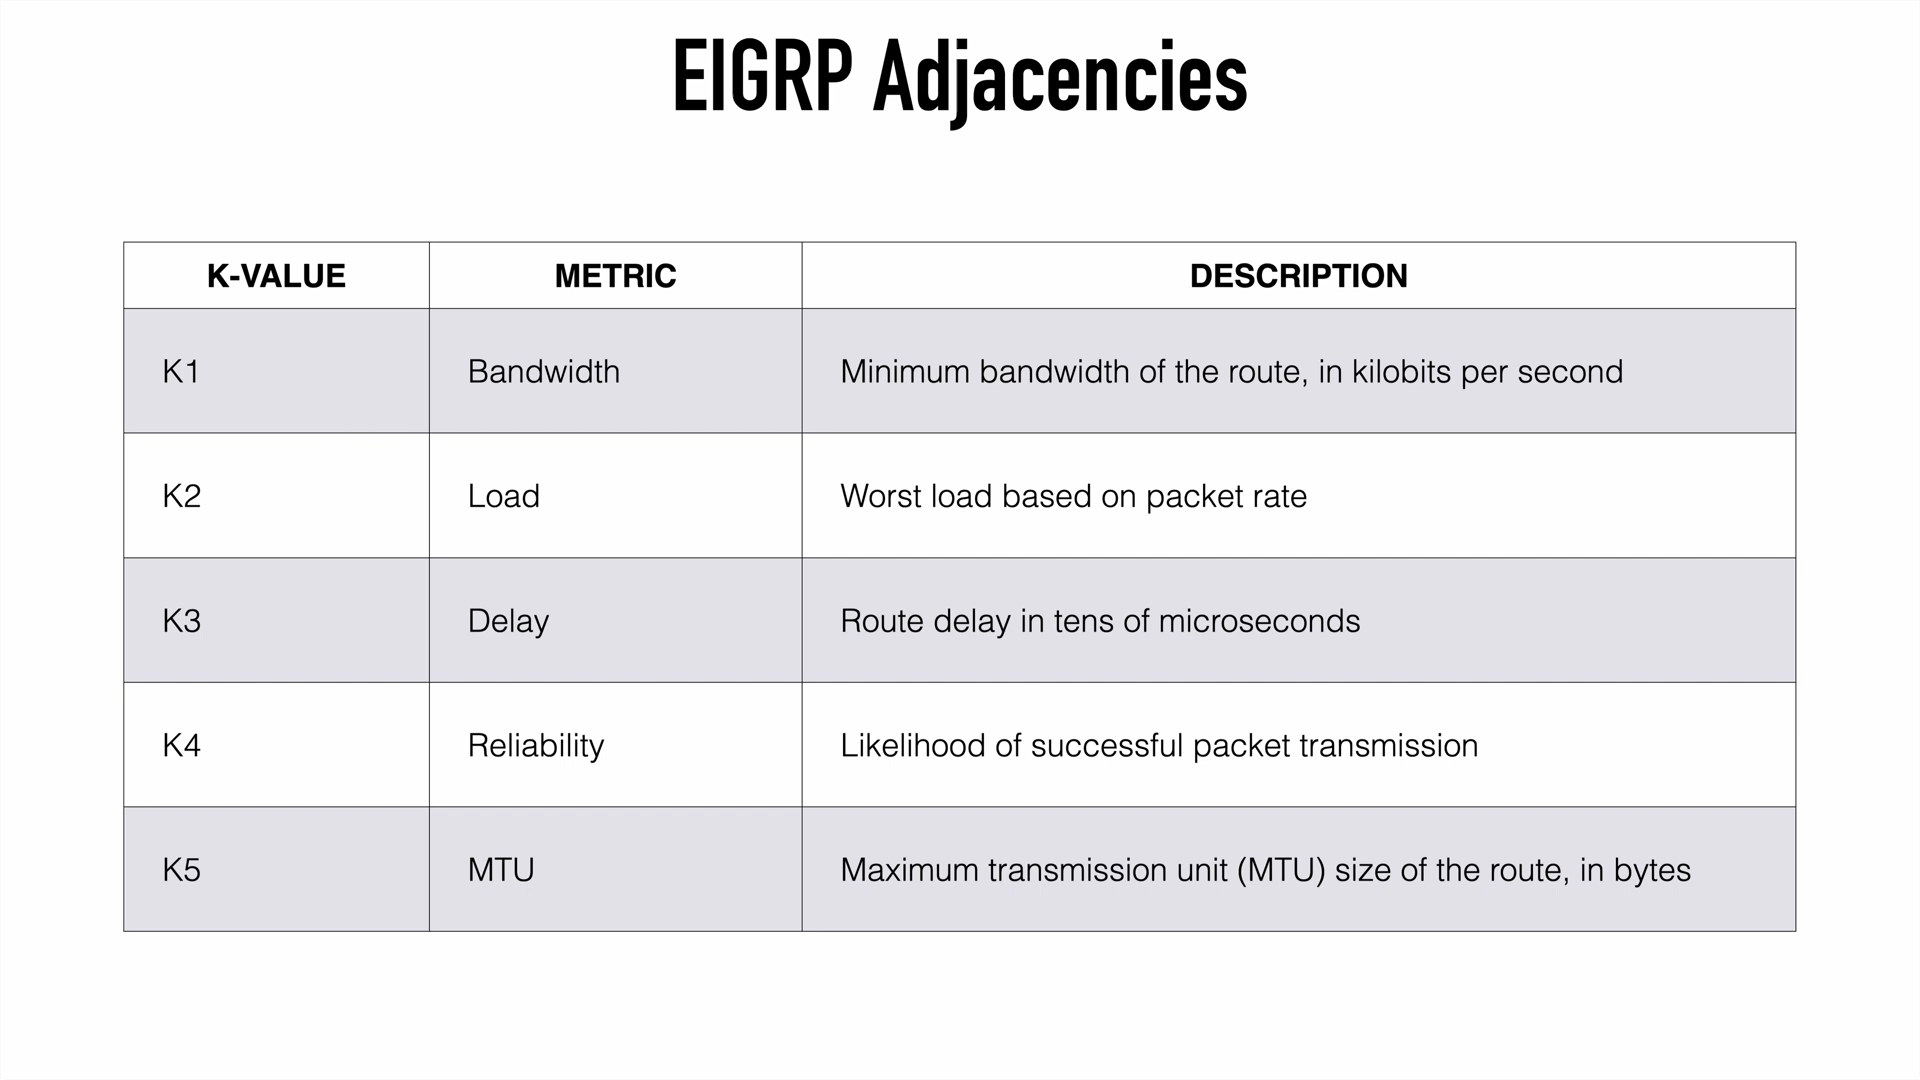 EIGRP Adjacencies
K-VALUE METRIC DESCRIPTION
K1 Bandwidth Minimum bandwidth of the route, in kilobits per second
K2 Load Worst load based on packet rate
K3 Delay Route delay in tens of microseconds
K4 Reliability Likelihood of successful packet transmission
K5 MTU Maximum transmission unit (MTU) size of the route, in bytes